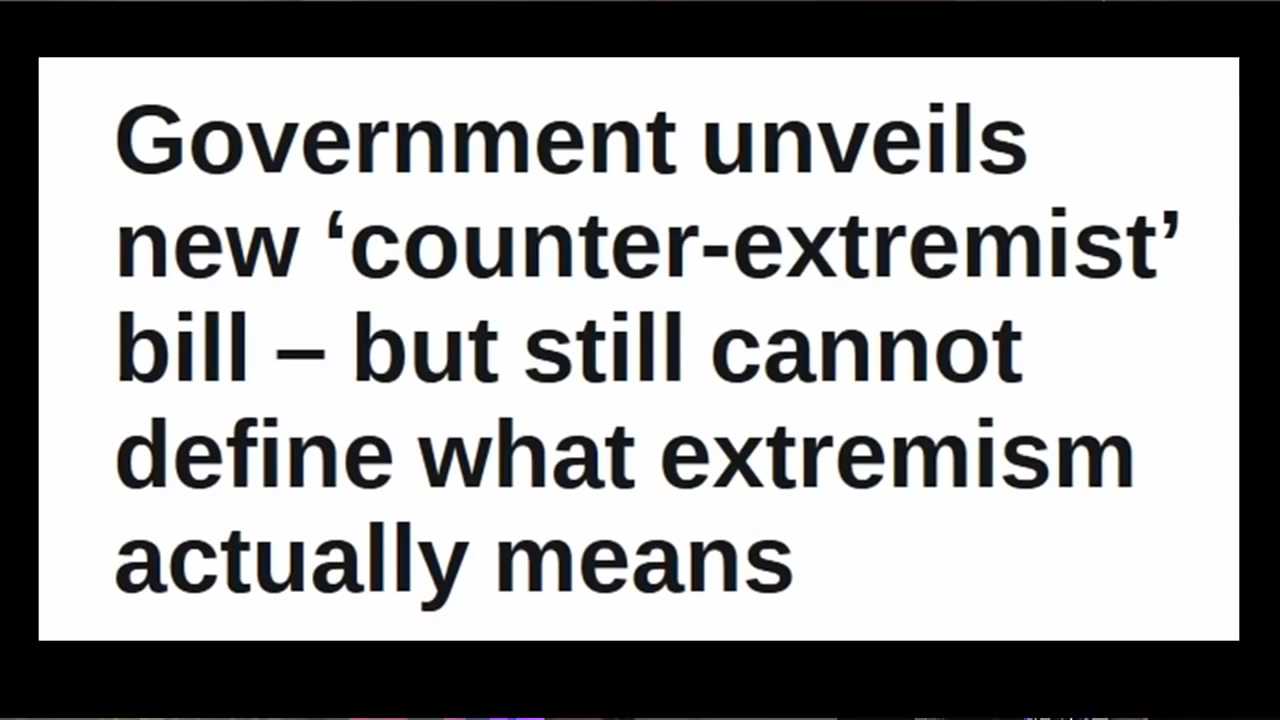 Government unveils
new ‘counter-extremist’
bill – but still cannot
define what extremism
actually means